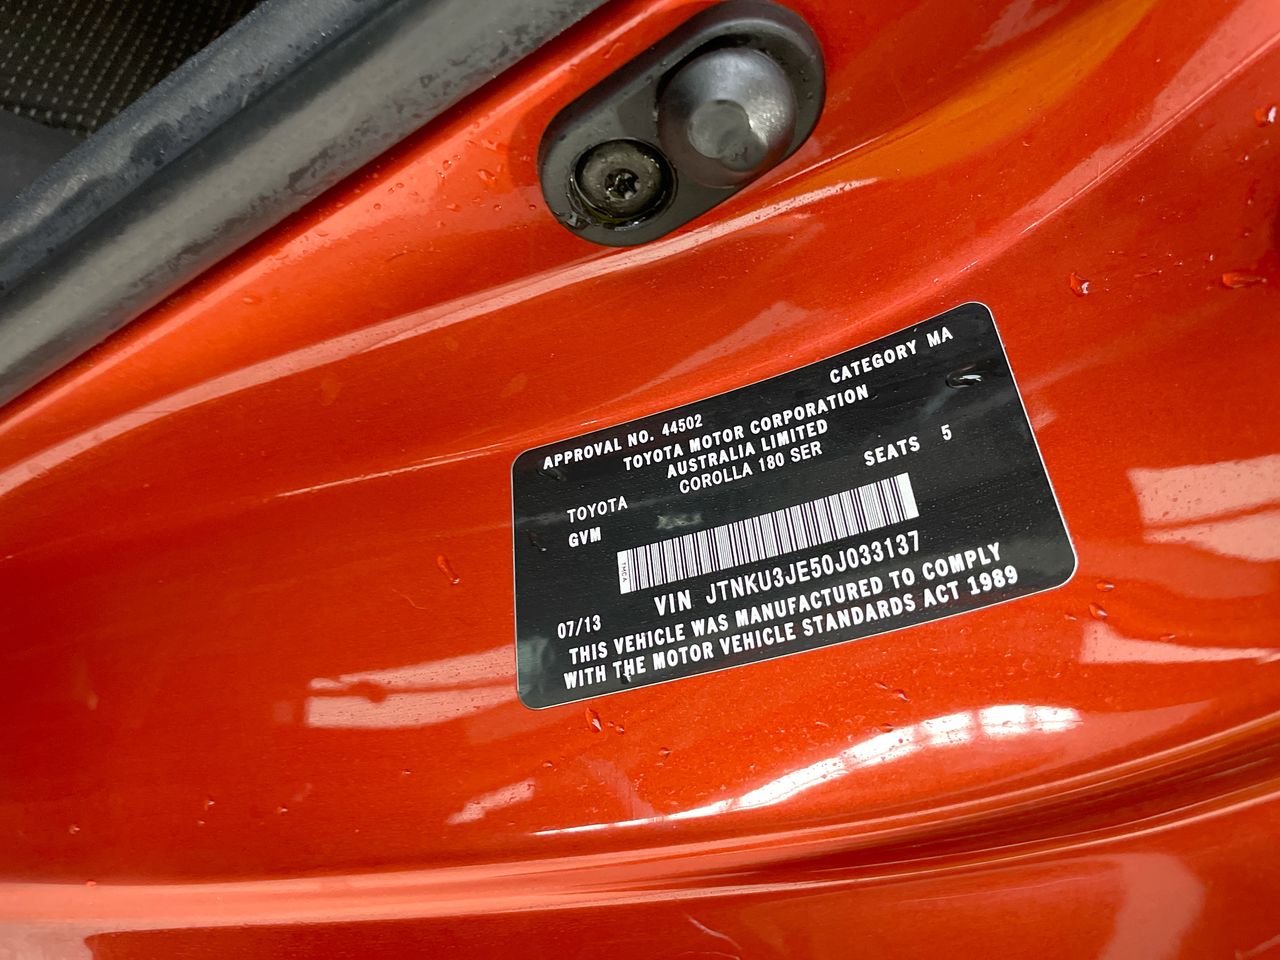 APPROVAL NO. 44502 CATEGORY MA
TOYOTA MOTOR CORPORATION
AUSTRALIA LIMITED
COROLLA 180 SER
TOYOTA SEATS 5
GVM
TMCA
VIN JTNKU3JE50J033137
07/13
THIS VEHICLE WAS MANUFACTURED TO COMPLY
WITH THE MOTOR VEHICLE STANDARDS ACT 1989